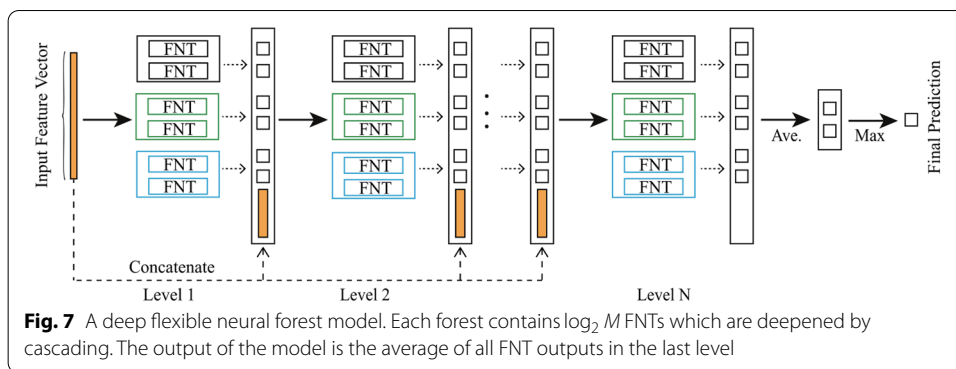 Input Feature Vector
FNT
FNT
FNT
FNT
FNT
FNT
Concatenate
Level 1
FNT
FNT
FNT
FNT
FNT
FNT
Level 2
FNT
FNT
FNT
FNT
FNT
FNT
Level N
Ave.
Max
Final Prediction
Fig. 7 A deep flexible neural forest model. Each forest contains log₂ M FNTs which are deepened by
cascading. The output of the model is the average of all FNT outputs in the last level